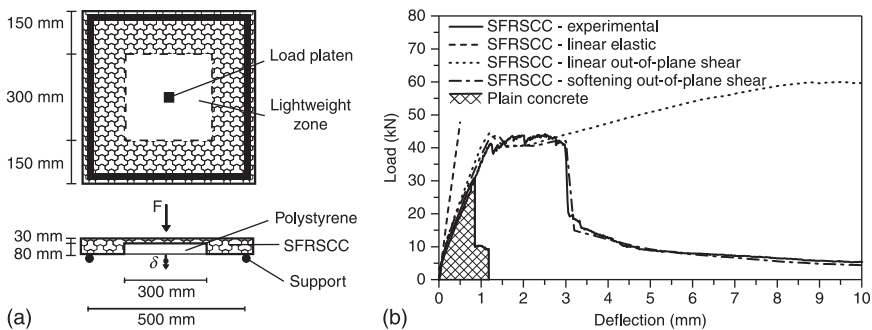 150 mm
300 mm
150 mm
Load platen
Lightweight
zone
F
30 mm
80 mm
δ
Polystyrene
SFRSCC
Support
300 mm
500 mm
(a)
SFRSCC - experimental
SFRSCC - linear elastic
SFRSCC - linear out-of-plane shear
SFRSCC - softening out-of-plane shear
Plain concrete
Load (kN)
80
70
60
50
40
30
20
10
0
0 1 2 3 4 5 6 7 8 9 10
Deflection (mm)
(b)